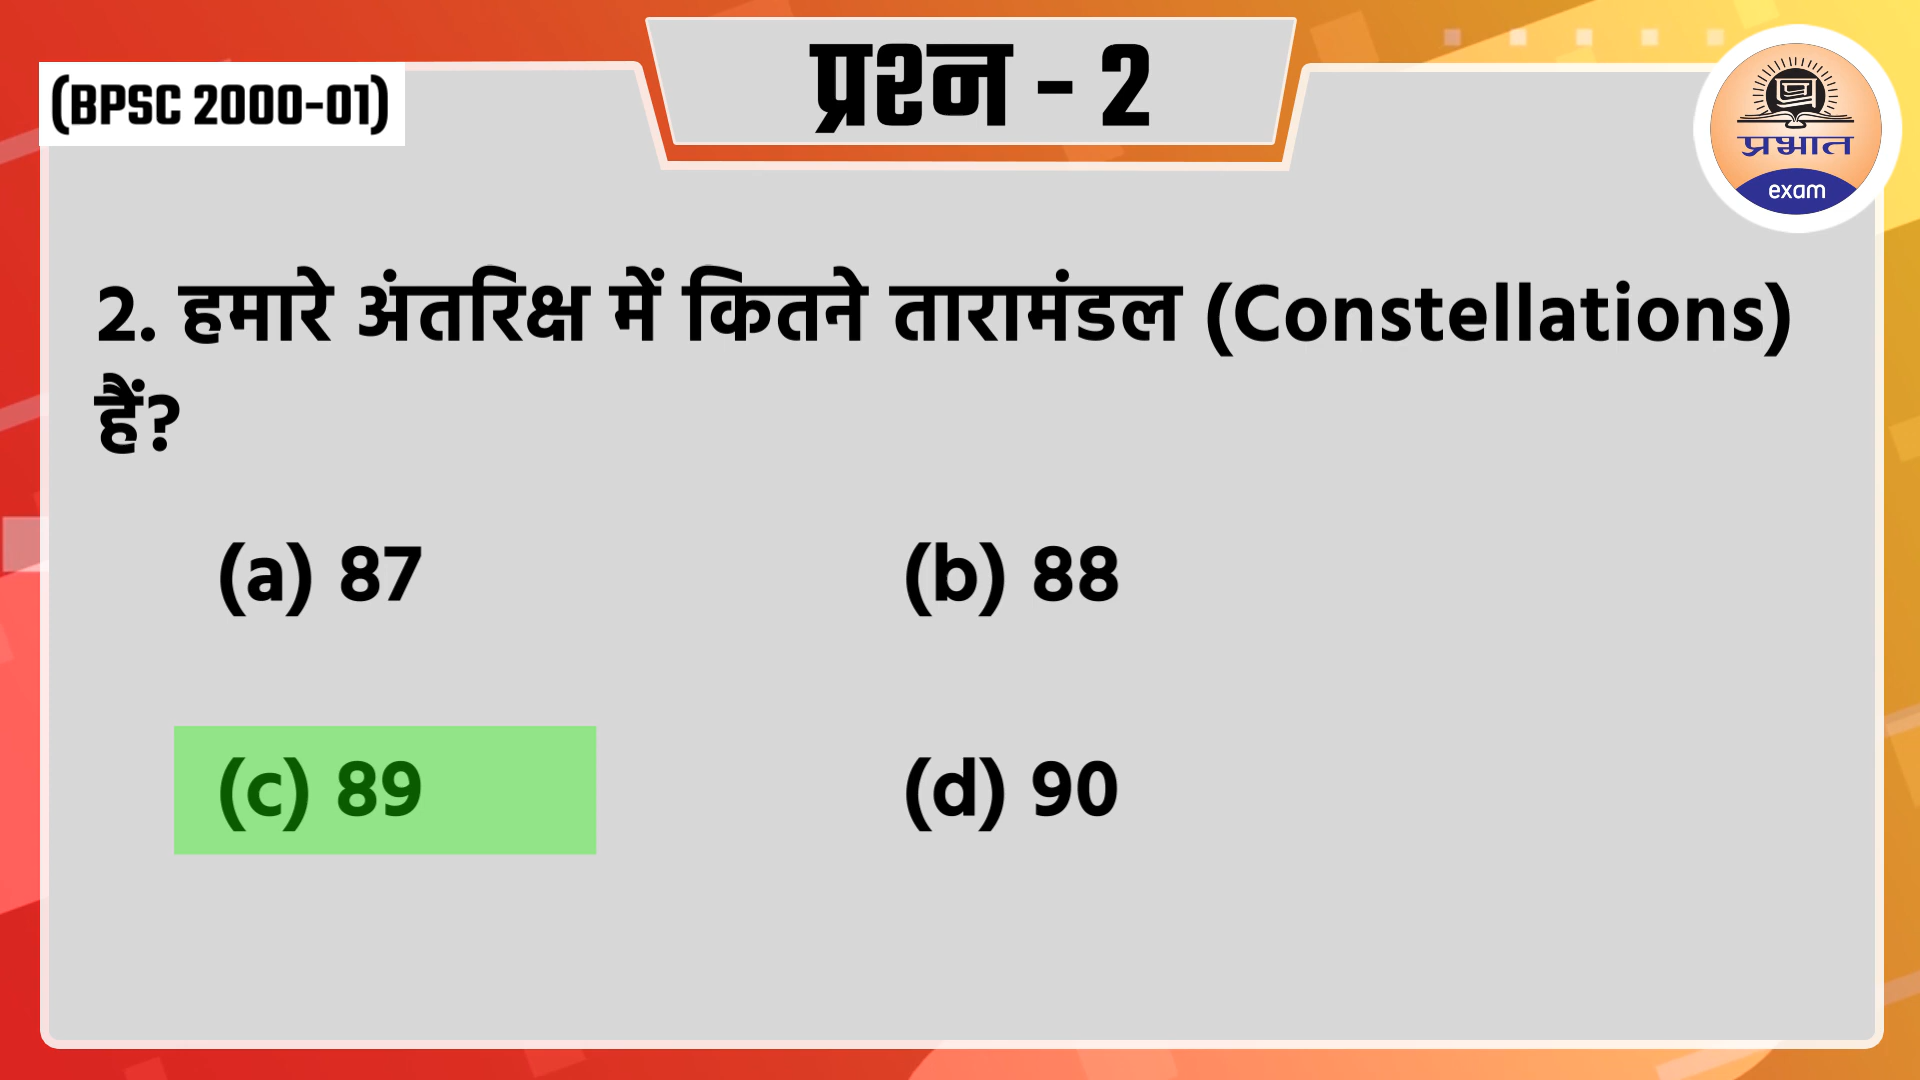 (BPSC 2000-01)
प्रश्न - 2
प्रभात
exam
2. हमारे अंतरिक्ष में कितने तारामंडल (Constellations)
हैं?
(a) 87
(b) 88
(c) 89
(d) 90